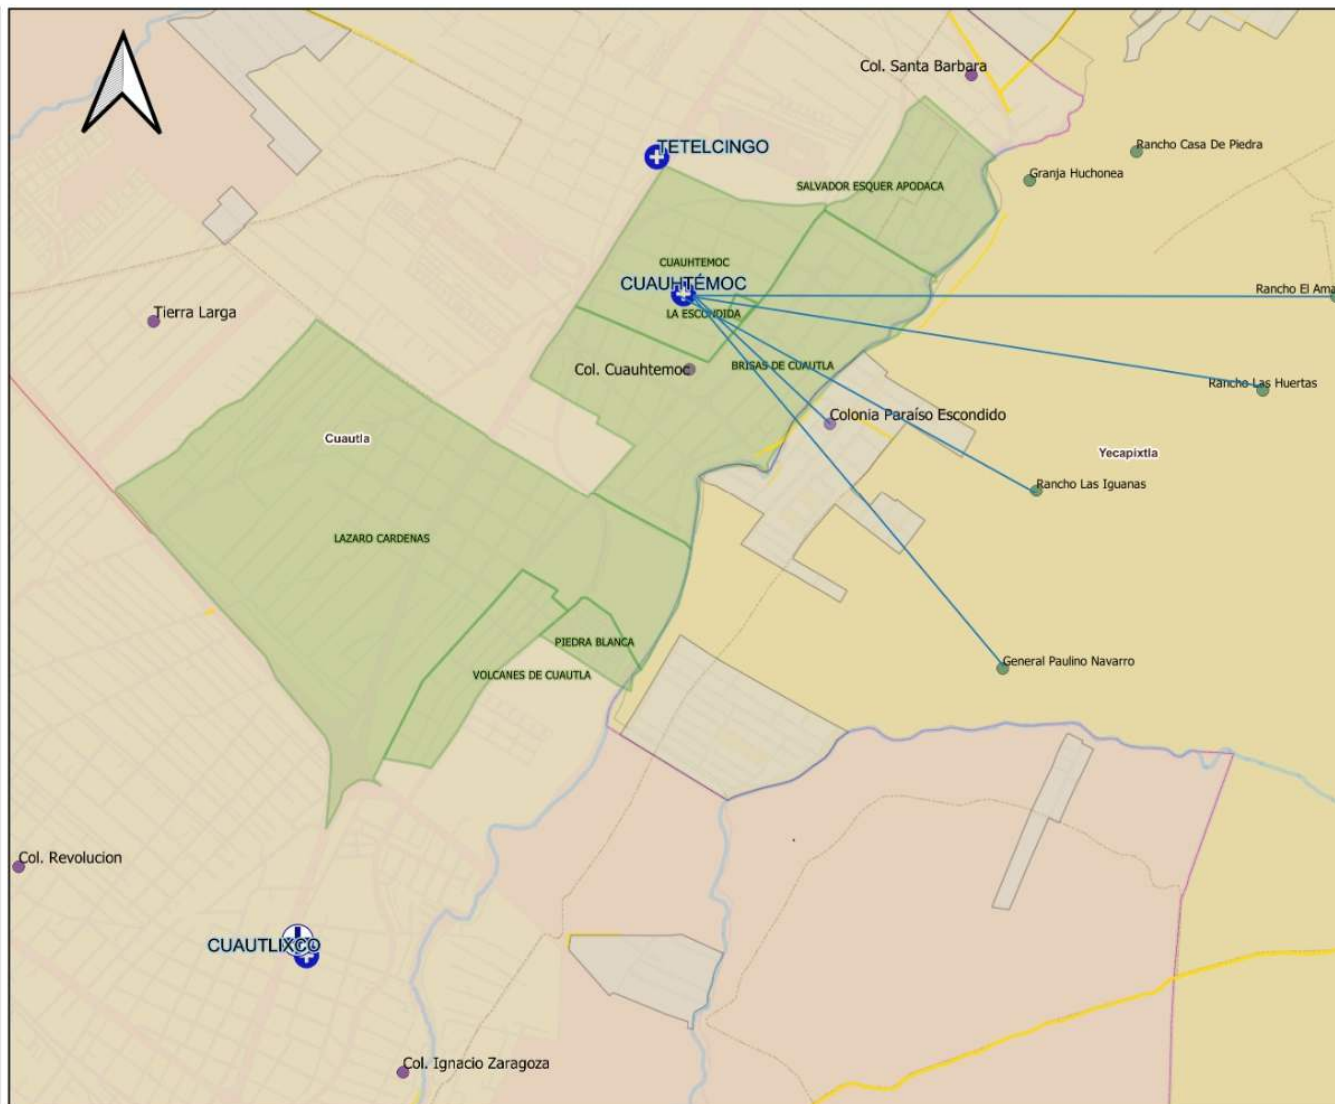 Col. Santa Barbara
TETELCINGO
Rancho Casa De Piedra
Granja Huchonea
SALVADOR ESQUER APODACA
CUAUHTEMOC
CUAUHTÉMOC
Rancho El Ama
Tierra Larga
LA ESCONDIDA
Col. Cuauhtemoc
BRISAS DE CUAUTLA
Rancho Las Huertas
Colonia Paraíso Escondido
Cuautla
Yecapixtla
Rancho Las Iguanas
LAZARO CARDENAS
PIEDRA BLANCA
General Paulino Navarro
VOLCANES DE CUAUTLA
Col. Revolucion
CUAUTLIXCO
Col. Ignacio Zaragoza